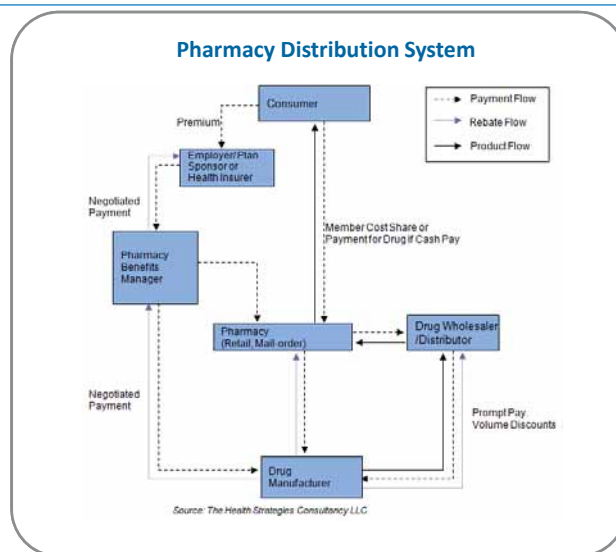 Pharmacy Distribution System
Consumer
Payment Flow
Rebate Flow
Product Flow
Premium
Employer/Plan
Sponsor or
Health Insurer
Negotiated
Payment
Member Cost Share or
Payment for Drug if Cash Pay
Pharmacy
Benefits
Manager
Pharmacy
(Retail, Mail-order)
Drug Wholesaler
/Distributor
Negotiated
Payment
Prompt Pay
Volume Discounts
Drug
Manufacturer
Source: The Health Strategies Consultancy LLC